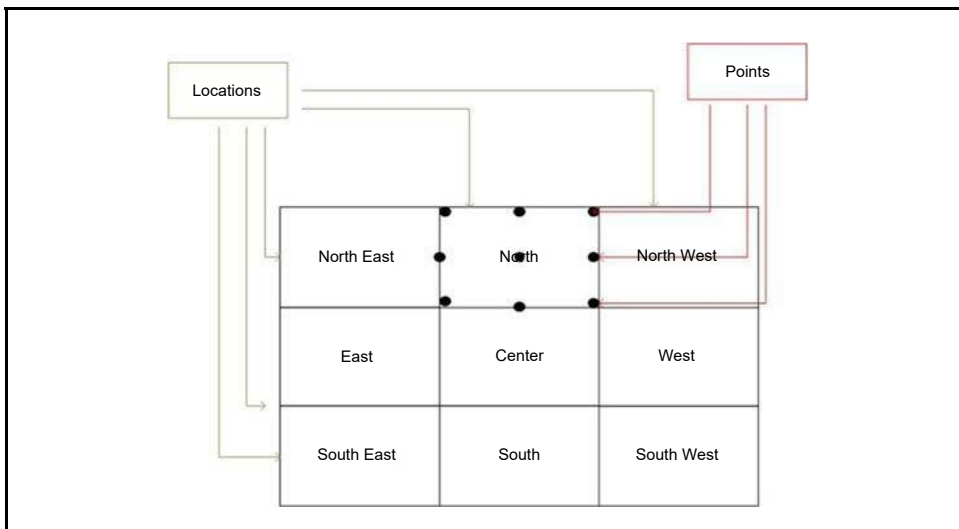 Points
Locations
North East
North
North West
East
Center
West
South East
South
South West